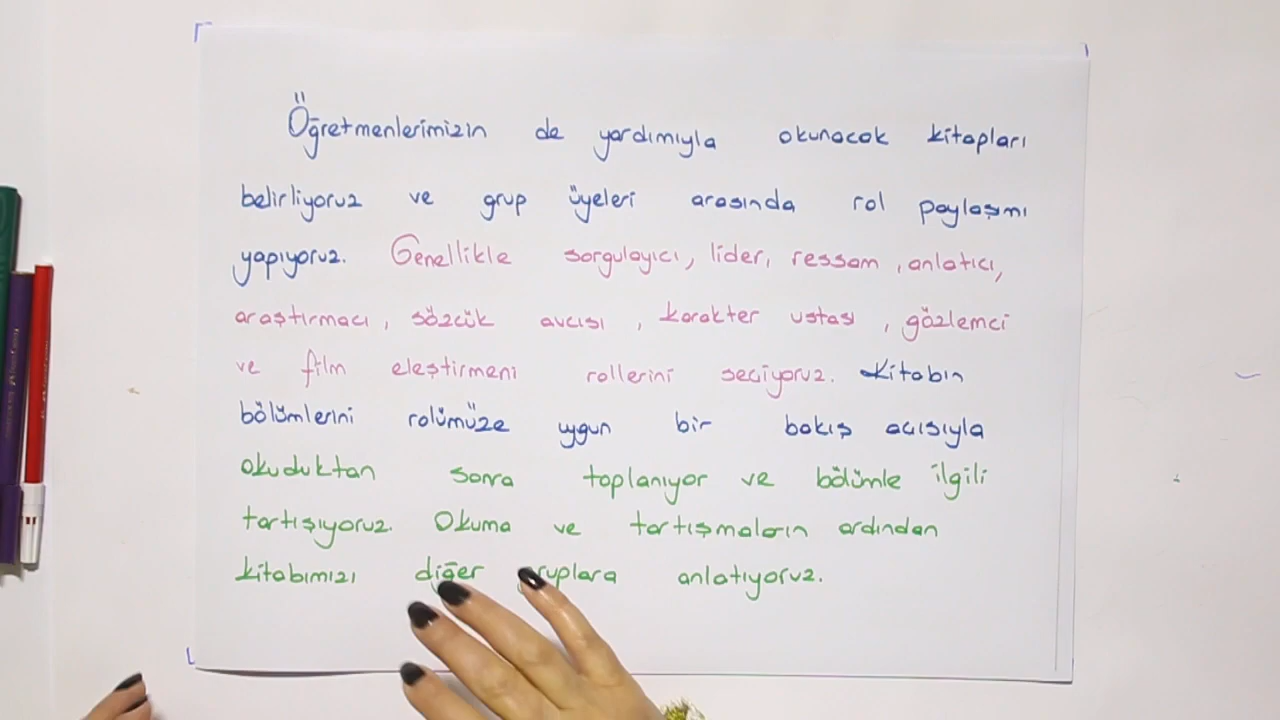 Öğretmenlerimizin de yardımıyla okunacak kitapları
belirliyoruz ve grup üyeleri arasında rol paylaşımı
yapıyoruz. Genellikle sorgulayıcı, lider, ressam, anlatıcı,
araştırmacı, sözcük avcısı, karakter ustası, gözlemci
ve film eleştirmeni rollerini seçiyoruz. Kitabın
bölümlerini rolümüze uygun bir bakış açısıyla
okuduktan sonra toplanıyor ve bölümle ilgili
tartışıyoruz. Okuma ve tartışmaların ardından
kitabımızı diğer gruplara anlatıyoruz.